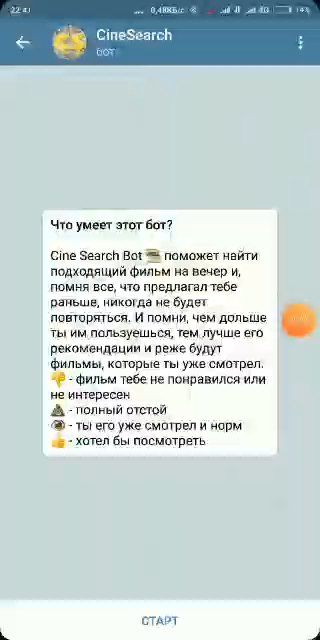 22:41
0,48КБ/с
4G
14%
CineSearch
бот
Что умеет этот бот?
Cine Search Bot поможет найти
подходящий фильм на вечер и,
помня все, что предлагал тебе
раньше, никогда не будет
повторяться. И помни, чем дольше
ты им пользуешься, тем лучше его
рекомендации и реже будут
фильмы, которые ты уже смотрел.
👎 - фильм тебе не понравился или
не интересен
💩 - полный отстой
👁 - ты его уже смотрел и норм
👍 - хотел бы посмотреть
СТАРТ